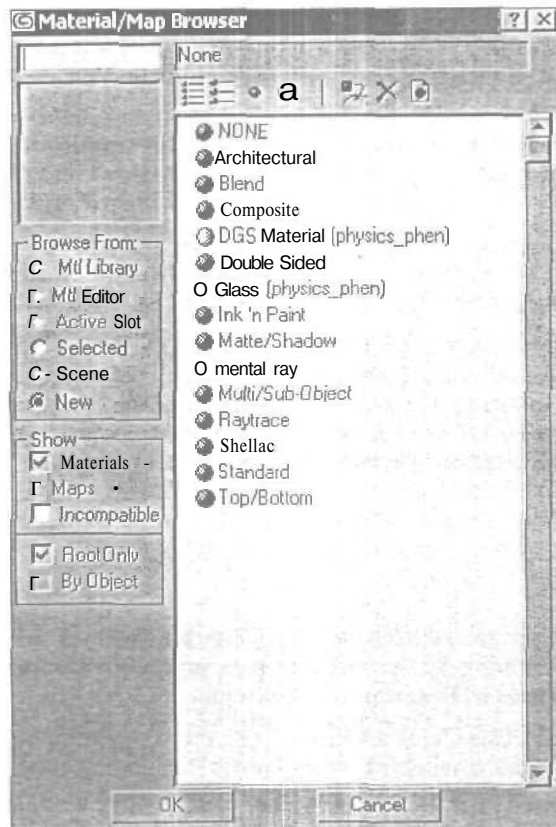 Material/Map Browser
None
a
NONE
Architectural
Blend
Composite
DGS Material (physics_phen)
Double Sided
O Glass (physics_phen)
Ink 'n Paint
Matte/Shadow
O mental ray
Multi/Sub-Object
Raytrace
Shellac
Standard
Top/Bottom
Browse From:
C Mtl Library
Г. Mtl Editor
Г Active Slot
Selected
C - Scene
New
Show
Materials -
Г Maps •
Incompatible
Root Only
Г By Object
OK
Cancel